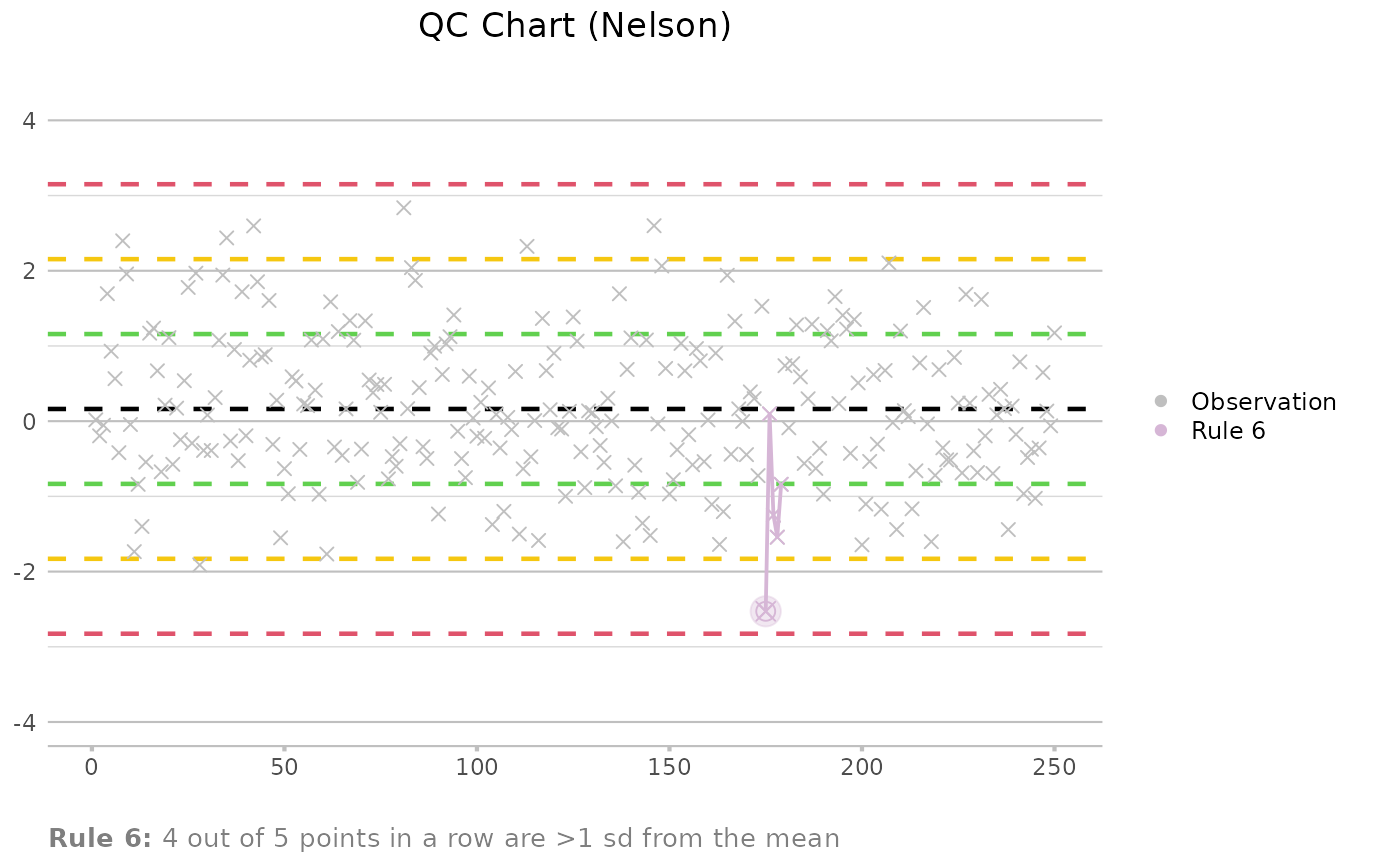 QC Chart (Nelson)
4
2
0
-2
-4
0 50 100 150 200 250
Observation
Rule 6
Rule 6: 4 out of 5 points in a row are >1 sd from the mean